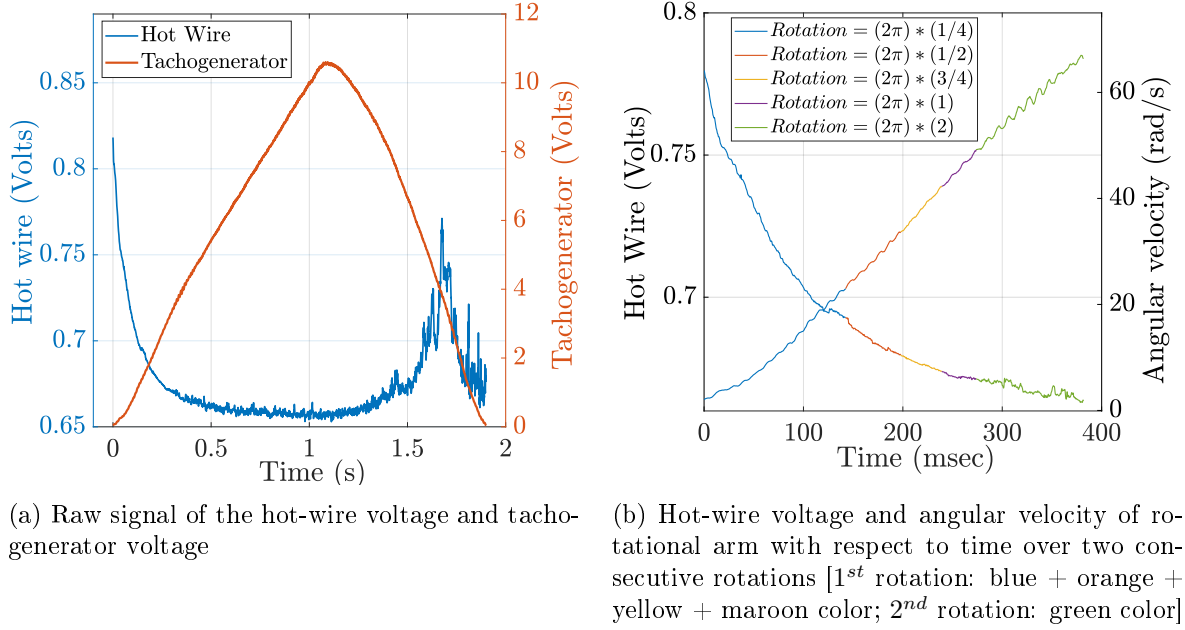 Hot Wire
Tachogenerator
0.85
0.8
0.75
0.7
0.65
Hot wire (Volts)
12
10
8
6
4
2
0
Tachogenerator (Volts)
0
0.5
1
1.5
2
Time (s)
(a) Raw signal of the hot-wire voltage and tacho-
generator voltage
Rotation = (2π) * (1/4)
Rotation = (2π) * (1/2)
Rotation = (2π) * (3/4)
Rotation = (2π) * (1)
Rotation = (2π) * (2)
0.8
0.75
0.7
Hot Wire (Volts)
60
40
20
0
Angular velocity (rad/s)
0
100
200
300
400
Time (msec)
(b) Hot-wire voltage and angular velocity of ro-
tational arm with respect to time over two con-
secutive rotations [1st rotation: blue + orange +
yellow + maroon color; 2nd rotation: green color]